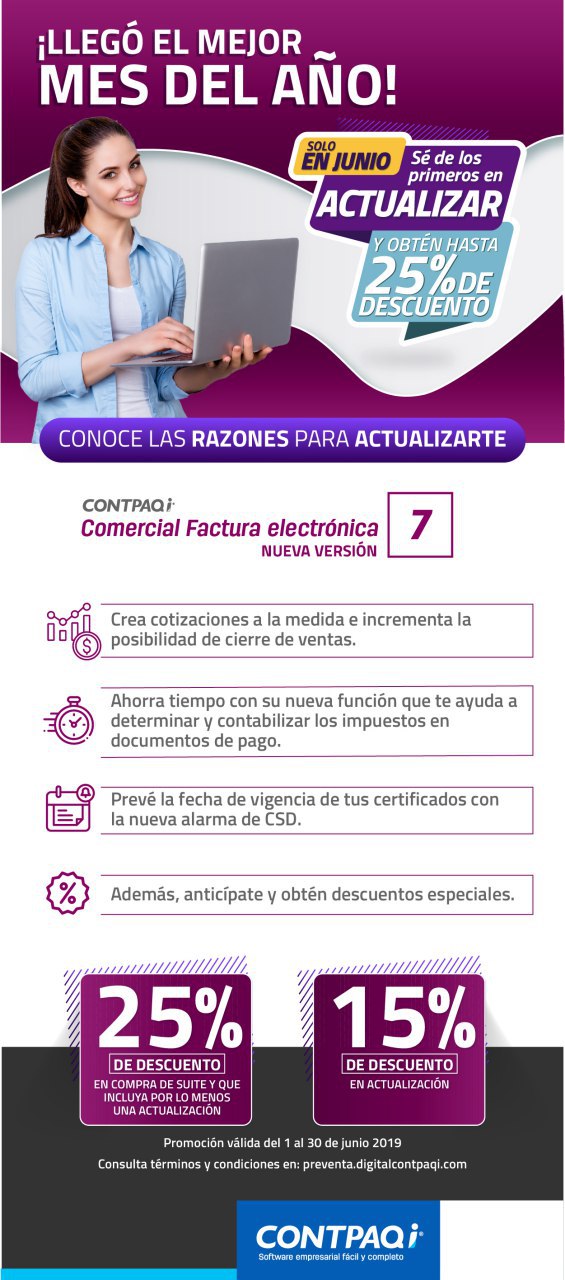 ¡LLEGÓ EL MEJOR
MES DEL AÑO!
SOLO
EN JUNIO
Sé de los
primeros en
ACTUALIZAR
Y OBTÉN HASTA
25% DE
DESCUENTO
CONOCE LAS RAZONES PARA ACTUALIZARTE
CONTPAQi
Comercial Factura electrónica
NUEVA VERSIÓN
7
Crea cotizaciones a la medida e incrementa la
posibilidad de cierre de ventas.
Ahorra tiempo con su nueva función que te ayuda a
determinar y contabilizar los impuestos en
documentos de pago.
Prevé la fecha de vigencia de tus certificados con
la nueva alarma de CSD.
Además, anticípate y obtén descuentos especiales.
25%
DE DESCUENTO
EN COMPRA DE SUITE Y QUE
INCLUYA POR LO MENOS
UNA ACTUALIZACIÓN
15%
DE DESCUENTO
EN ACTUALIZACIÓN
Promoción válida del 1 al 30 de junio 2019
Consulta términos y condiciones en: preventa.digitalcontpaqi.com
CONTPAQi®
Software empresarial fácil y completo